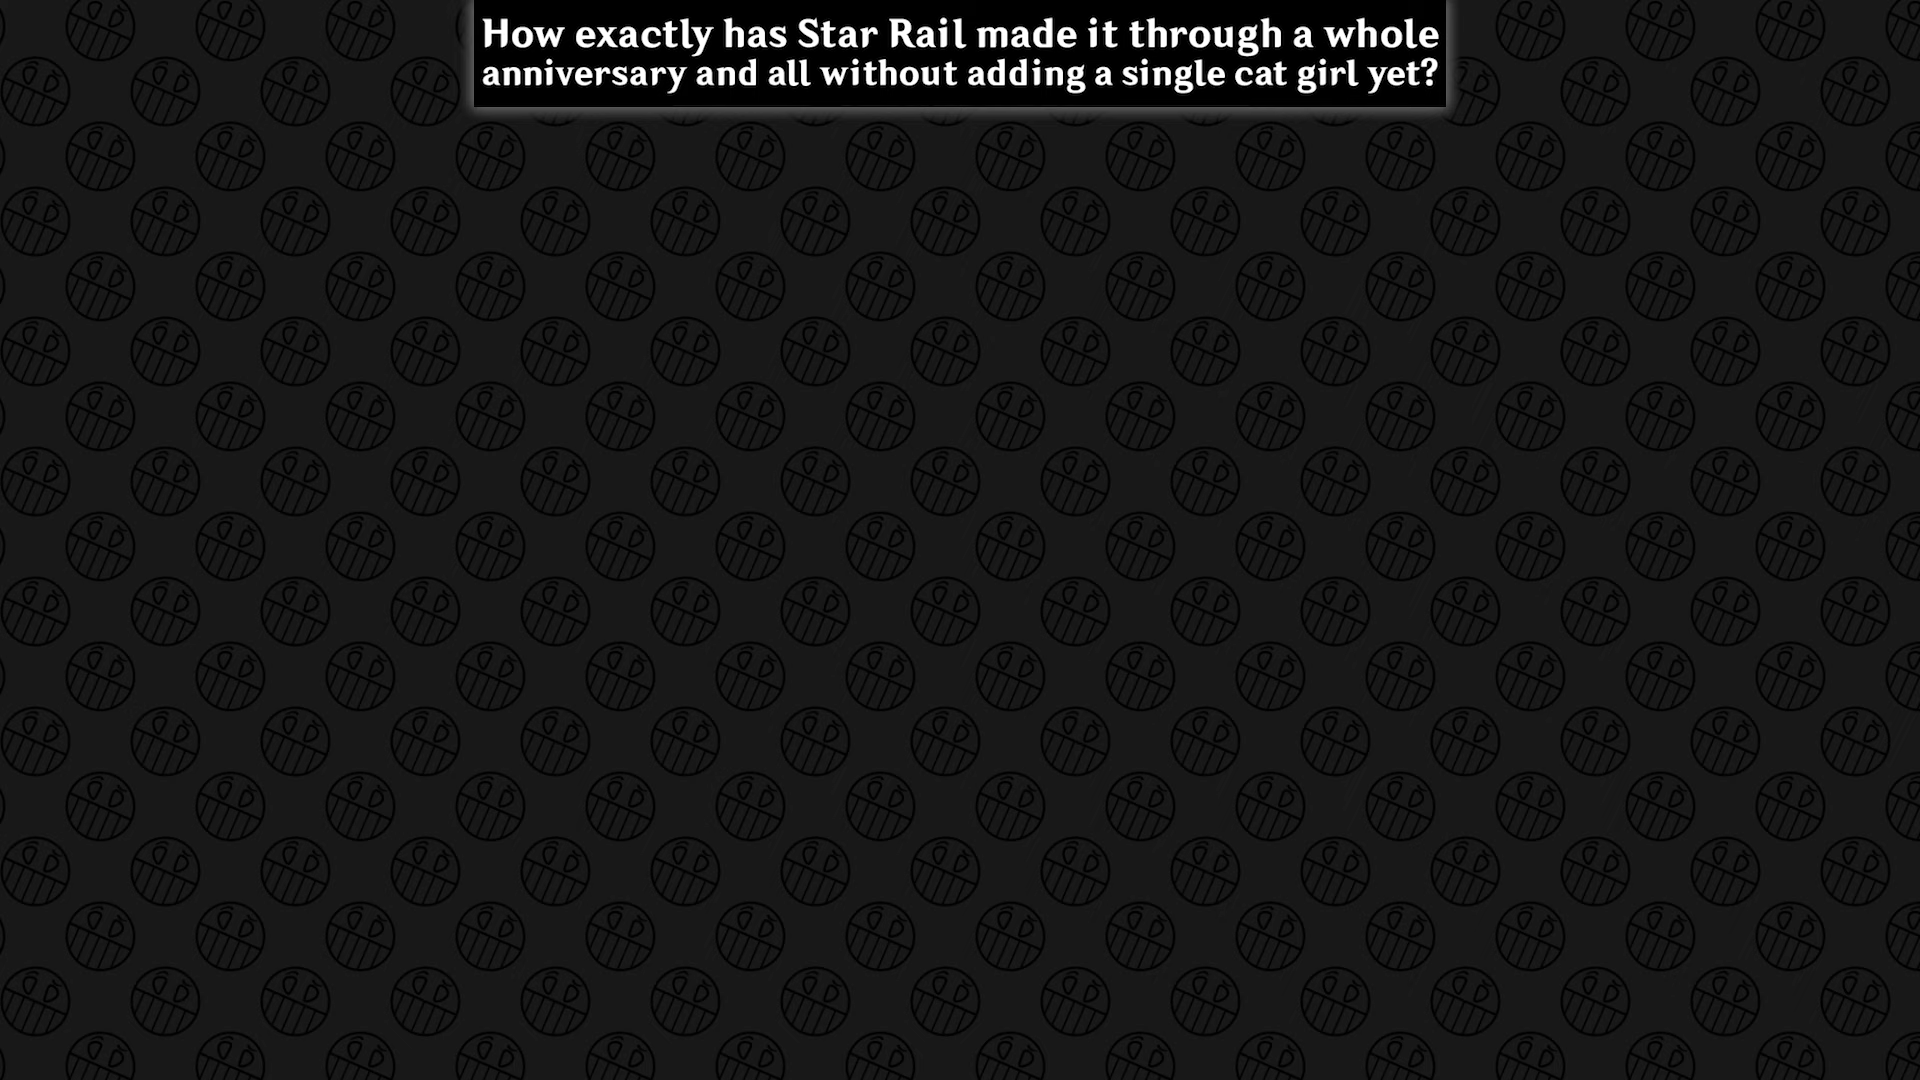 How exactly has Star Rail made it through a whole
anniversary and all without adding a single cat girl yet?